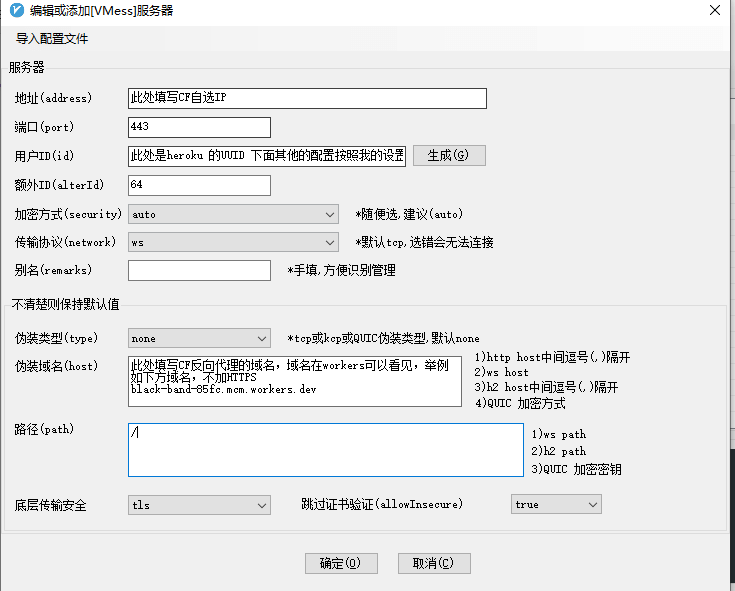 编辑或添加[VMess]服务器
导入配置文件
服务器
地址(address) 此处填写CF自选IP
端口(port) 443
用户ID(id) 此处是heroku 的UUID 下面其他的配置按照我的设置 生成(G)
额外ID(alterId) 64
加密方式(security) auto *随便选,建议(auto)
传输协议(network) ws *默认tcp,选错会无法连接
别名(remarks) *手填,方便识别管理
不清楚则保持默认值
伪装类型(type) none *tcp或kcp或QUIC伪装类型,默认none
伪装域名(host) 此处填写CF反向代理的域名，域名在workers可以看见，举例
如下方域名，不加HTTPS
black-band-85fc.mcm.workers.dev
1)http host中间逗号(,)隔开
2)ws host
3)h2 host中间逗号(,)隔开
4)QUIC 加密方式
路径(path) /
1)ws path
2)h2 path
3)QUIC 加密密钥
底层传输安全 tls 跳过证书验证(allowInsecure) true
确定(O) 取消(C)